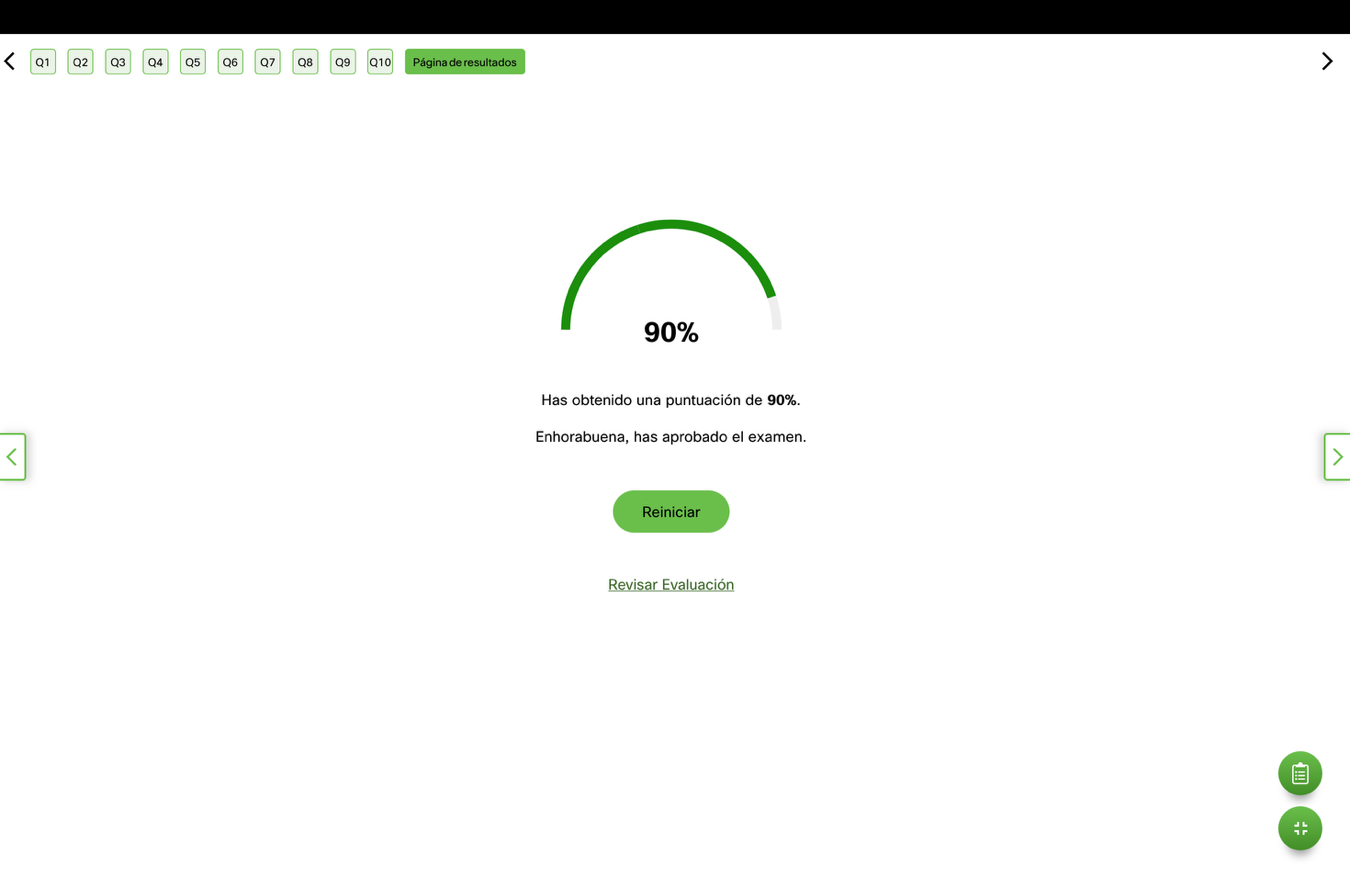 Q1 Q2 Q3 Q4 Q5 Q6 Q7 Q8 Q9 Q10 Página de resultados
90%
Has obtenido una puntuación de 90%.
Enhorabuena, has aprobado el examen.
Reiniciar
Revisar Evaluación